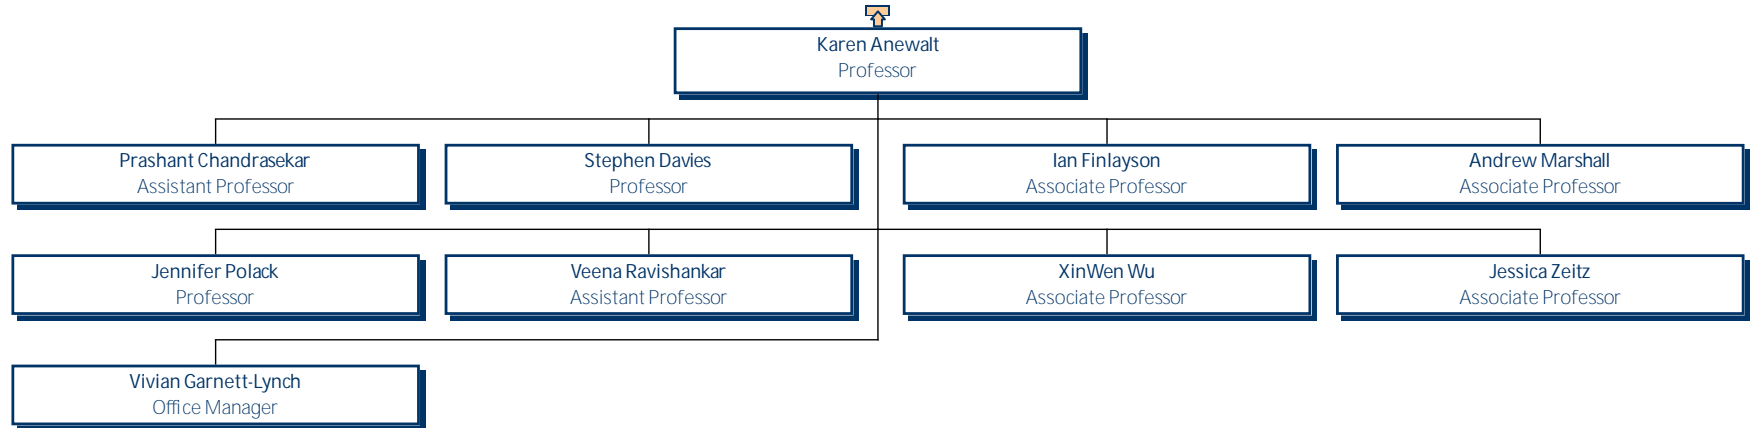 Karen Anewalt
Professor
Prashant Chandrasekar
Assistant Professor
Stephen Davies
Professor
Ian Finlayson
Associate Professor
Andrew Marshall
Associate Professor
Jennifer Polack
Professor
Veena Ravishankar
Assistant Professor
XinWen Wu
Associate Professor
Jessica Zeitz
Associate Professor
Vivian Garnett-Lynch
Office Manager